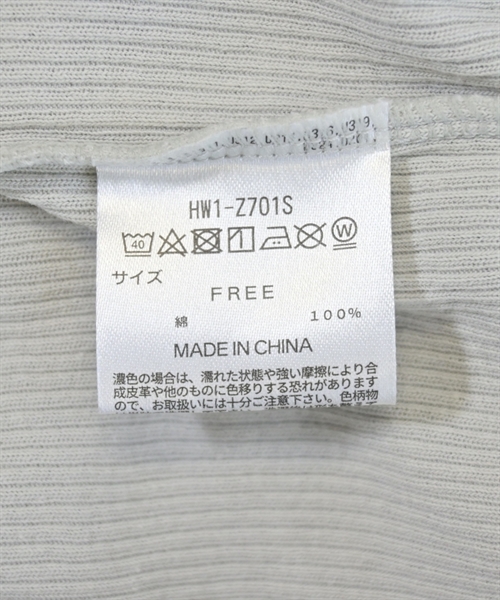 HW1-Z701S
40
サイズ
FREE
綿 100%
MADE IN CHINA
濃色の場合は、濡れた状態や強い摩擦により合
成皮革や他のものに色移りする恐れがあります
ので、お取扱いには十分ご注意下さい。色柄物